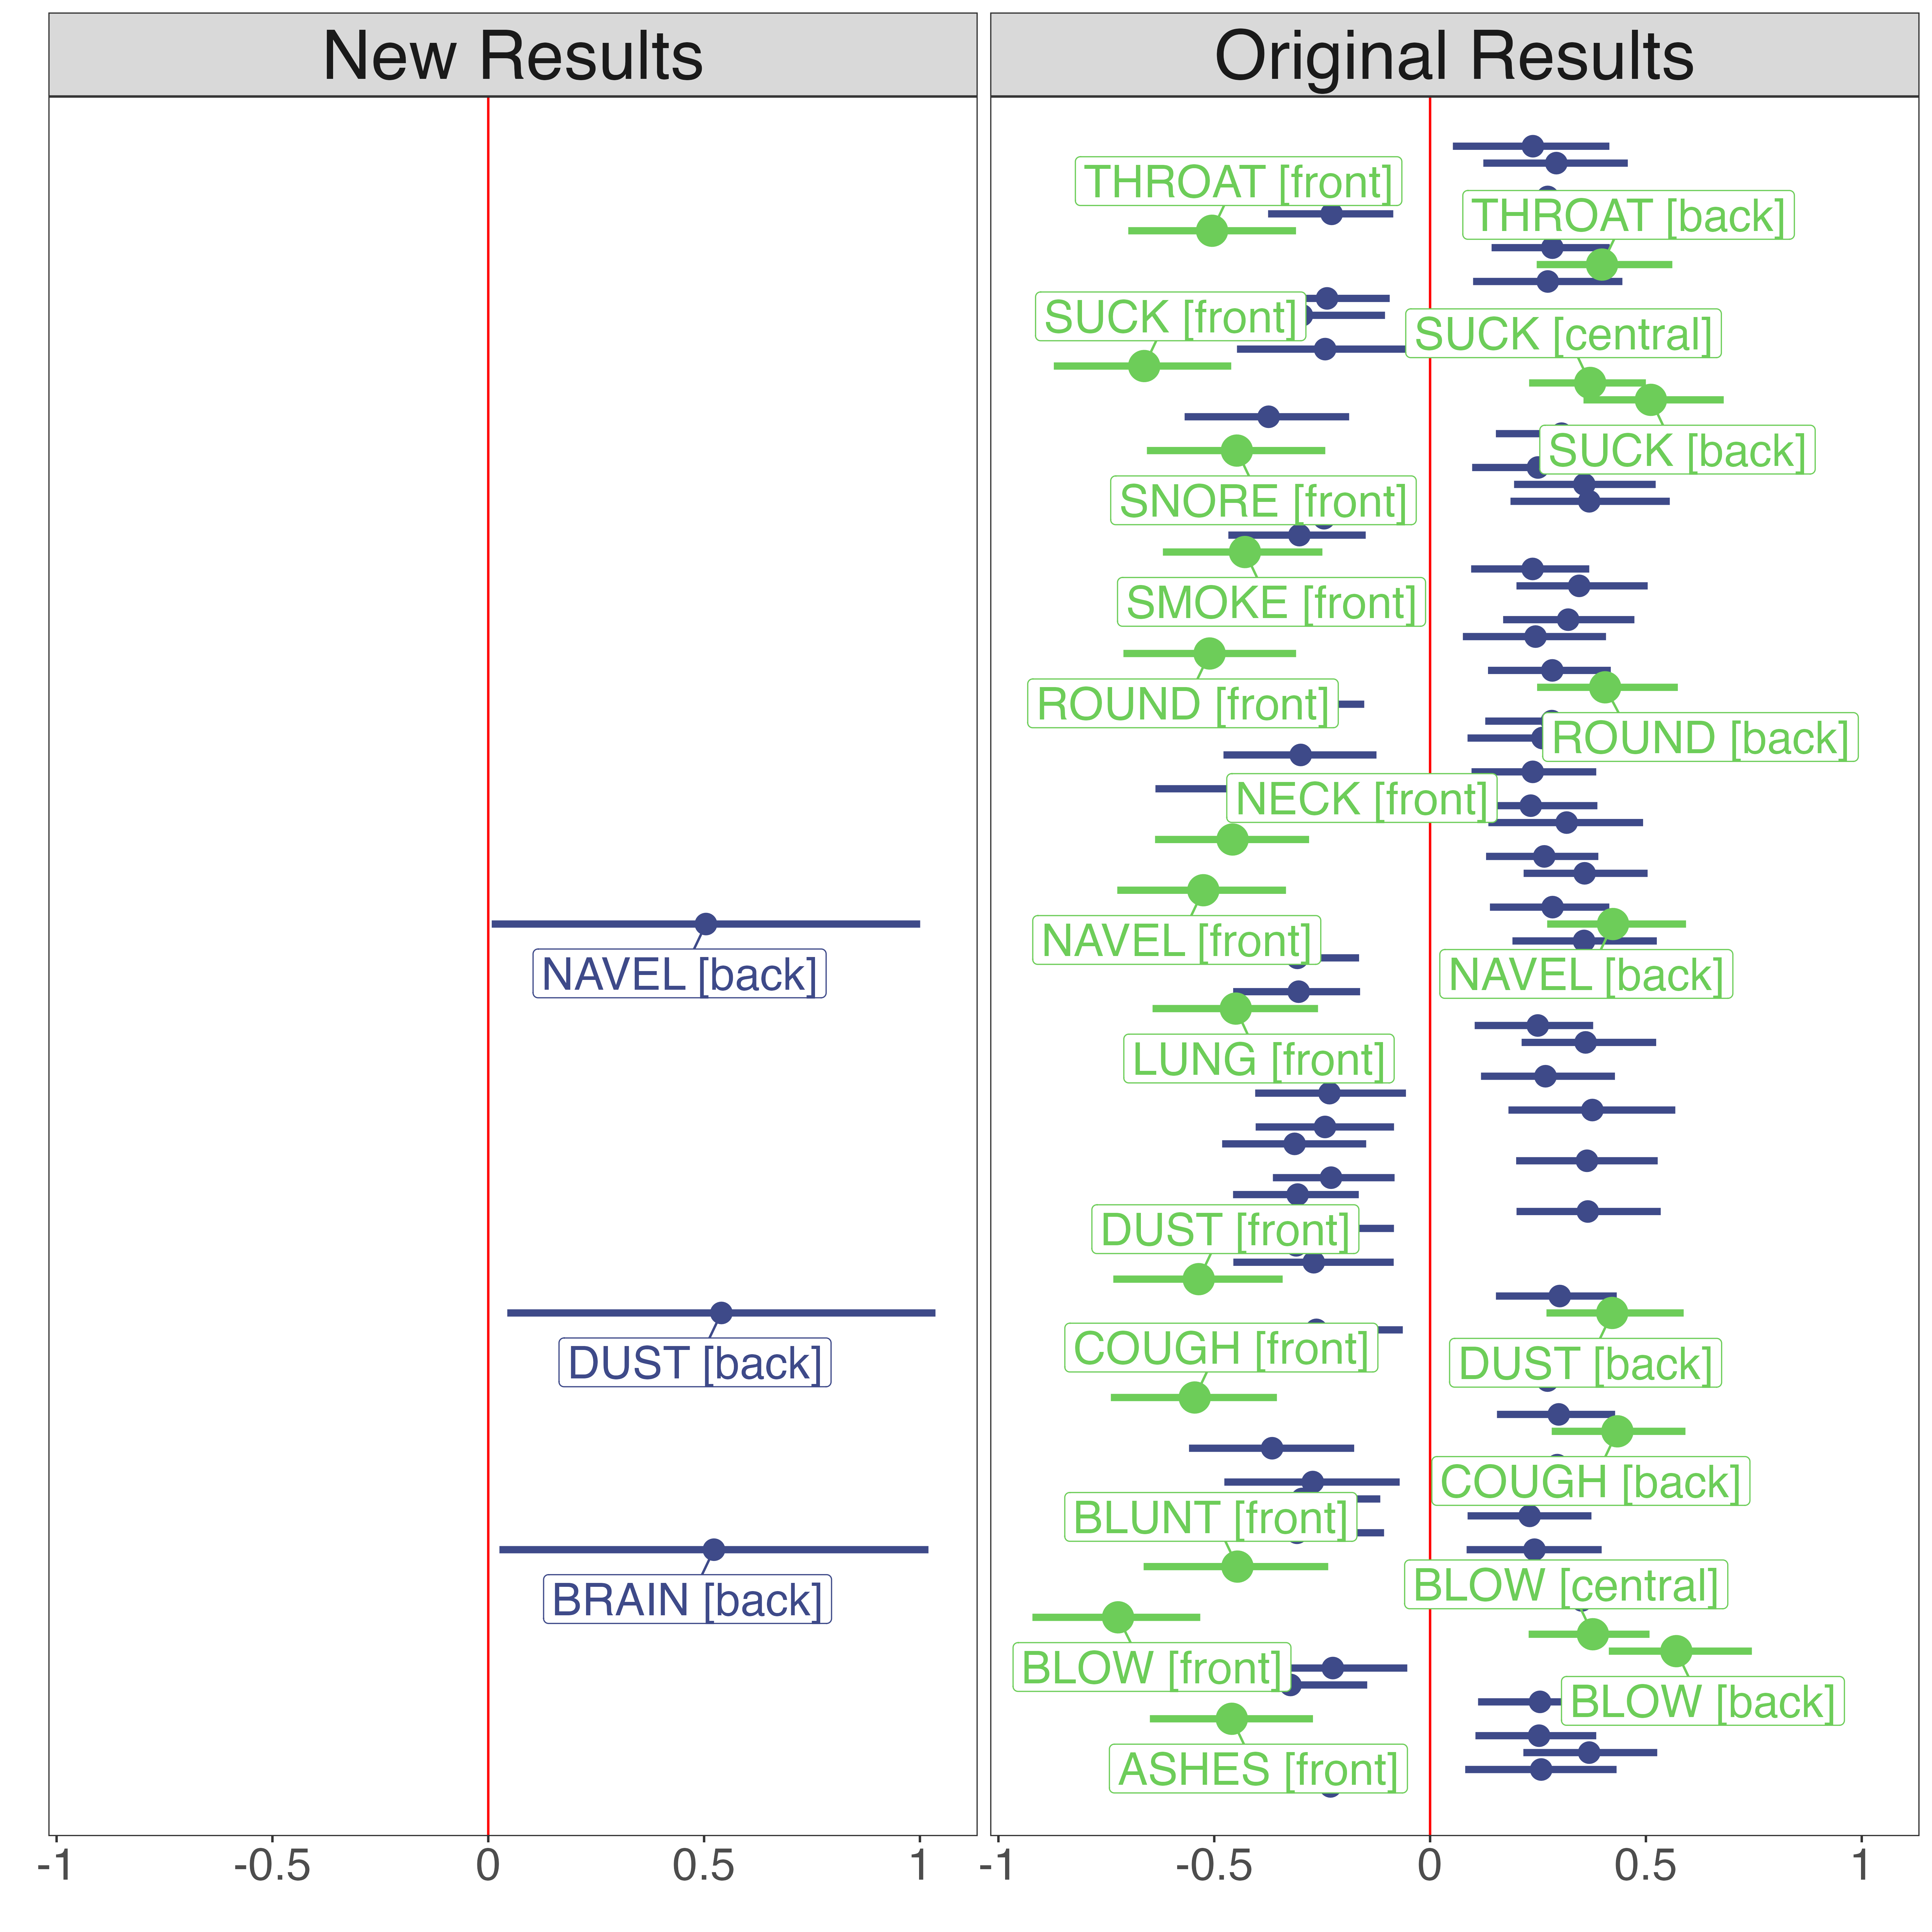 New Results
NAVEL [back]
DUST [back]
BRAIN [back]
-1
-0.5
0
0.5
1
Original Results
THROAT [front]
THROAT [back]
SUCK [front]
SUCK [central]
SUCK [back]
SNORE [front]
SMOKE [front]
ROUND [front]
ROUND [back]
NECK [front]
NAVEL [front]
NAVEL [back]
LUNG [front]
DUST [front]
COUGH [front]
DUST [back]
COUGH [back]
BLUNT [front]
BLOW [central]
BLOW [front]
BLOW [back]
ASHES [front]
-1
-0.5
0
0.5
1